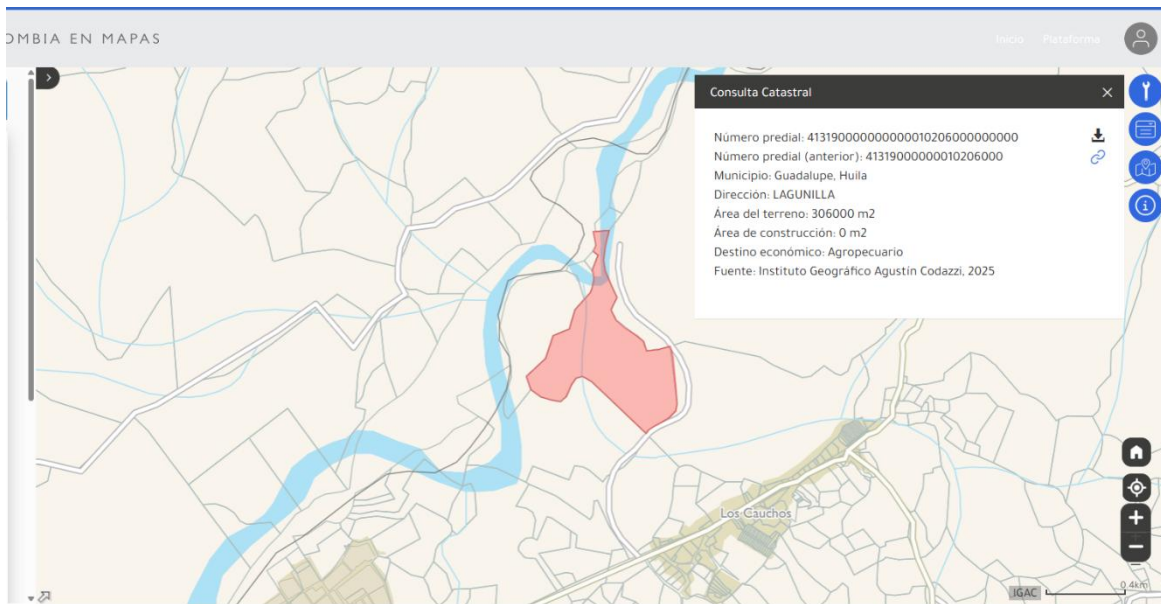 OMBIA EN MAPAS
Inicio Plataforma
Consulta Catastral
Número predial: 413190000000000010206000000000
Número predial (anterior): 41319000000010206000
Municipio: Guadalupe, Huila
Dirección: LAGUNILLA
Área del terreno: 306000 m2
Área de construcción: 0 m2
Destino económico: Agropecuario
Fuente: Instituto Geográfico Agustín Codazzi, 2025
Los Cauchos
IGAC
0.4km